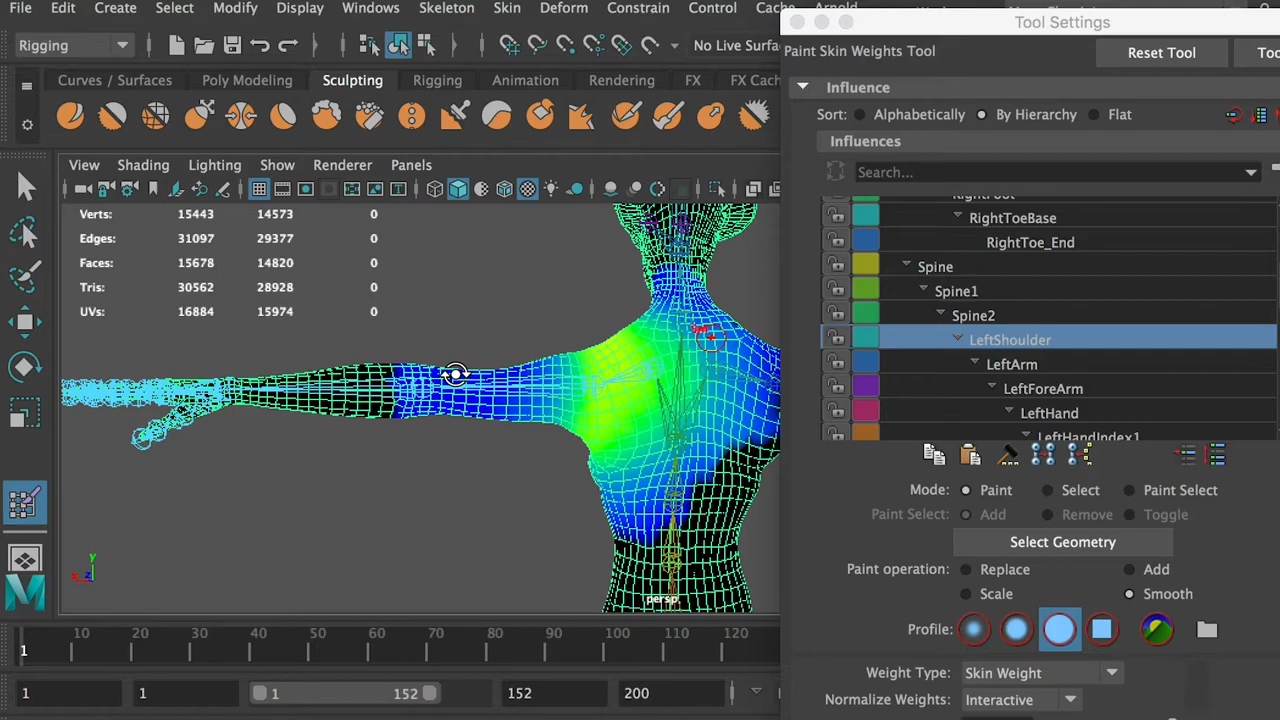 File Edit Create Select Modify Display Windows Skeleton Skin Deform Constrain Control Cache Arnold
Tool Settings
Rigging
No Live Surfa
Paint Skin Weights Tool
Reset Tool
Too
Curves / Surfaces Poly Modeling Sculpting Rigging Animation Rendering FX FX Cach
Influence
Sort: Alphabetically By Hierarchy Flat
Influences
View Shading Lighting Show Renderer Panels
Search...
RightFoot
Verts: 15443 14573 0
RightToeBase
Edges: 31097 29377 0
RightToe_End
Faces: 15678 14820 0
Spine
Tris: 30562 28928 0
Spine1
UVs: 16884 15974 0
Spine2
LeftShoulder
LeftArm
LeftForeArm
LeftHand
LeftHandIndex1
Mode: Paint Select Paint Select
Paint Select: Add Remove Toggle
Select Geometry
Paint operation: Replace Add
Scale Smooth
y
x z
persp
Profile:
10 20 30 40 50 60 70 80 90 100 110 120
1
Weight Type: Skin Weight
1 1 1 152 152 200
Normalize Weights: Interactive